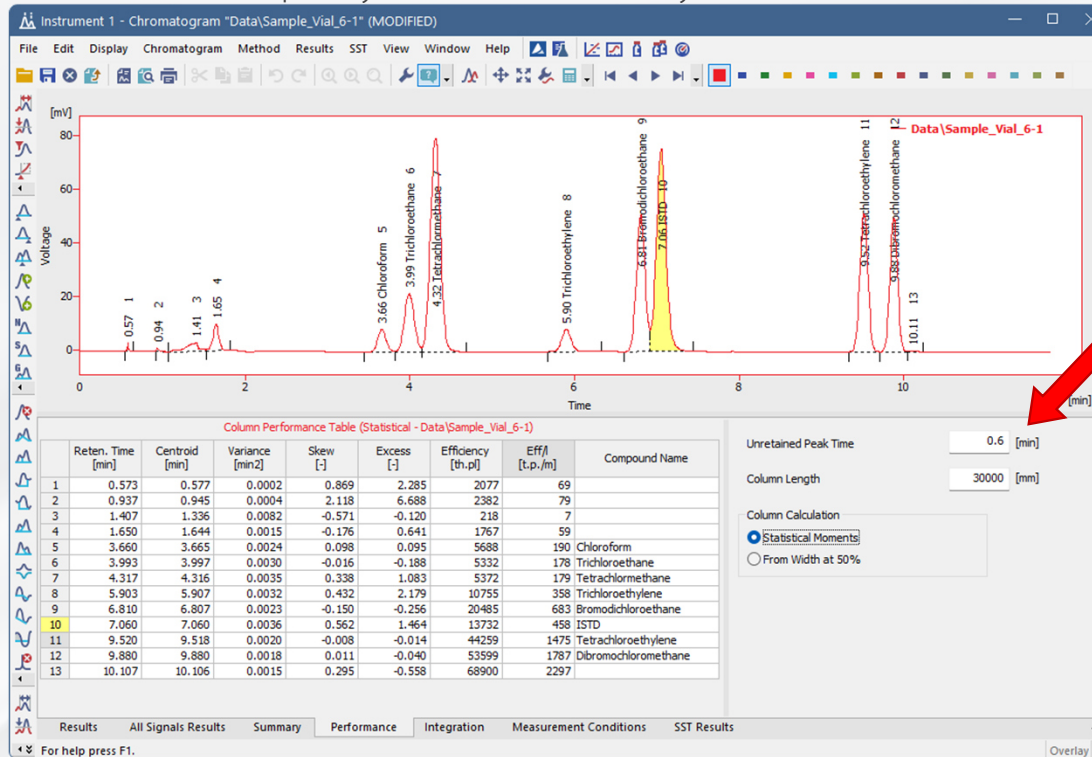 Instrument 1 - Chromatogram "Data\Sample_Vial_6-1" (MODIFIED)
File Edit Display Chromatogram Method Results SST View Window Help
[mV]
Data\Sample_Vial_6-1
80
60
40
20
0
Voltage
0.57 1
0.94 2
1.41 3
1.65 4
3.66 Chloroform 5
3.99 Trichloroethane 6
4.32 Tetrachlormethane 7
5.90 Trichloroethylene 8
6.81 Bromodichloroethane 9
7.06 ISTD 10
9.52 Tetrachloroethylene 11
9.88 Dibromochloromethane 12
10.11 13
0 2 4 6 8 10
Time
[min]
Column Performance Table (Statistical - Data\Sample_Vial_6-1)
Reten. Time [min] Centroid [min] Variance [min2] Skew [-] Excess [-] Efficiency [th.pl] Eff/l [t.p./m] Compound Name
1 0.573 0.577 0.0002 0.869 2.285 2077 69
2 0.937 0.945 0.0004 2.118 6.688 2382 79
3 1.407 1.336 0.0082 -0.571 -0.120 218 7
4 1.650 1.644 0.0015 -0.176 0.641 1767 59
5 3.660 3.665 0.0024 0.098 0.095 5688 190 Chloroform
6 3.993 3.997 0.0030 -0.016 -0.188 5332 178 Trichloroethane
7 4.317 4.316 0.0035 0.338 1.083 5372 179 Tetrachlormethane
8 5.903 5.907 0.0032 0.432 2.179 10755 358 Trichloroethylene
9 6.810 6.807 0.0023 -0.150 -0.256 20485 683 Bromodichloroethane
10 7.060 7.060 0.0036 0.562 1.464 13732 458 ISTD
11 9.520 9.518 0.0020 -0.008 -0.014 44259 1475 Tetrachloroethylene
12 9.880 9.880 0.0018 0.011 -0.040 53599 1787 Dibromochloromethane
13 10.107 10.106 0.0015 0.295 -0.558 68900 2297
Unretained Peak Time 0.6 [min]
Column Length 30000 [mm]
Column Calculation
Statistical Moments
From Width at 50%
Results All Signals Results Summary Performance Integration Measurement Conditions SST Results
For help press F1.
Overlay